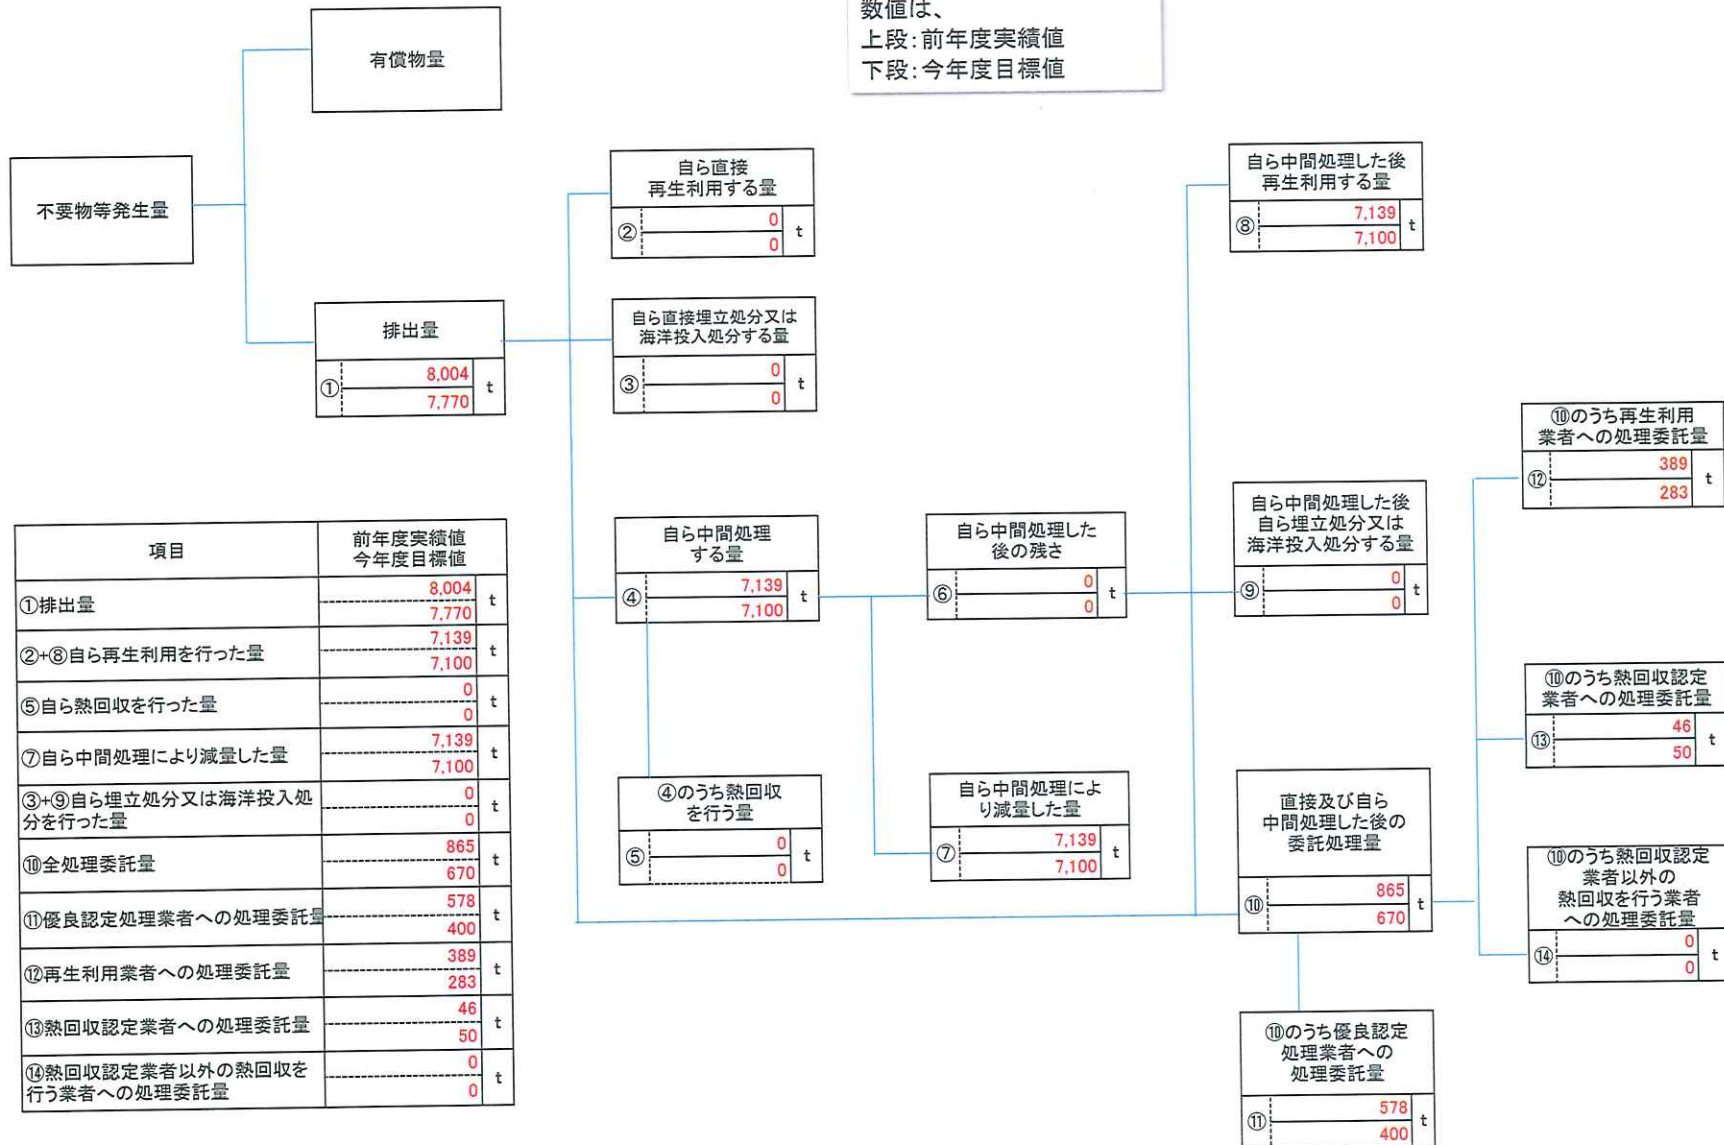 数値は、
上段：前年度実績値
下段：今年度目標値
有償物量
不要物等発生量
排出量
①
8,004
7,770
t
自ら直接
再生利用する量
②
0
0
t
自ら直接埋立処分又は
海洋投入処分する量
③
0
0
t
自ら中間処理
する量
④
7,139
7,100
t
④のうち熱回収
を行う量
⑤
0
0
t
自ら中間処理した
後の残さ
⑥
0
0
t
自ら中間処理によ
り減量した量
⑦
7,139
7,100
t
自ら中間処理した後
再生利用する量
⑧
7,139
7,100
t
自ら中間処理した後
自ら埋立処分又は
海洋投入処分する量
⑨
0
0
t
直接及び自ら
中間処理した後の
委託処理量
⑩
865
670
t
⑩のうち優良認定
処理業者への
処理委託量
⑪
578
400
t
⑩のうち再生利用
業者への処理委託量
⑫
389
283
t
⑩のうち熱回収認定
業者への処理委託量
⑬
46
50
t
⑩のうち熱回収認定
業者以外の
熱回収を行う業者
への処理委託量
⑭
0
0
t
項目
前年度実績値
今年度目標値
①排出量
8,004
7,770
t
②+⑧自ら再生利用を行った量
7,139
7,100
t
⑤自ら熱回収を行った量
0
0
t
⑦自ら中間処理により減量した量
7,139
7,100
t
③+⑨自ら埋立処分又は海洋投入処
分を行った量
0
0
t
⑩全処理委託量
865
670
t
⑪優良認定処理業者への処理委託量
578
400
t
⑫再生利用業者への処理委託量
389
283
t
⑬熱回収認定業者への処理委託量
46
50
t
⑭熱回収認定業者以外の熱回収を
行う業者への処理委託量
0
0
t